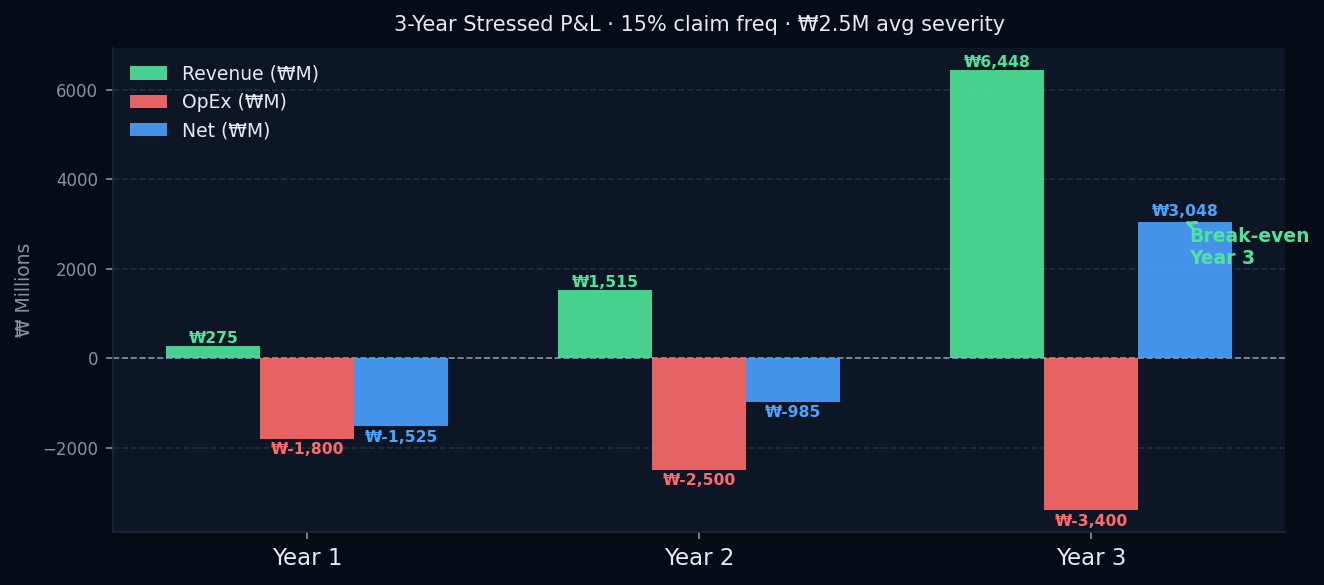 3-Year Stressed P&L · 15% claim freq · ₩2.5M avg severity
Revenue (₩M)
OpEx (₩M)
Net (₩M)
₩ Millions
6000
4000
2000
0
−2000
₩275
₩-1,800
₩-1,525
₩1,515
₩-2,500
₩-985
₩6,448
₩-3,400
₩3,048
Break-even
Year 3
Year 1
Year 2
Year 3